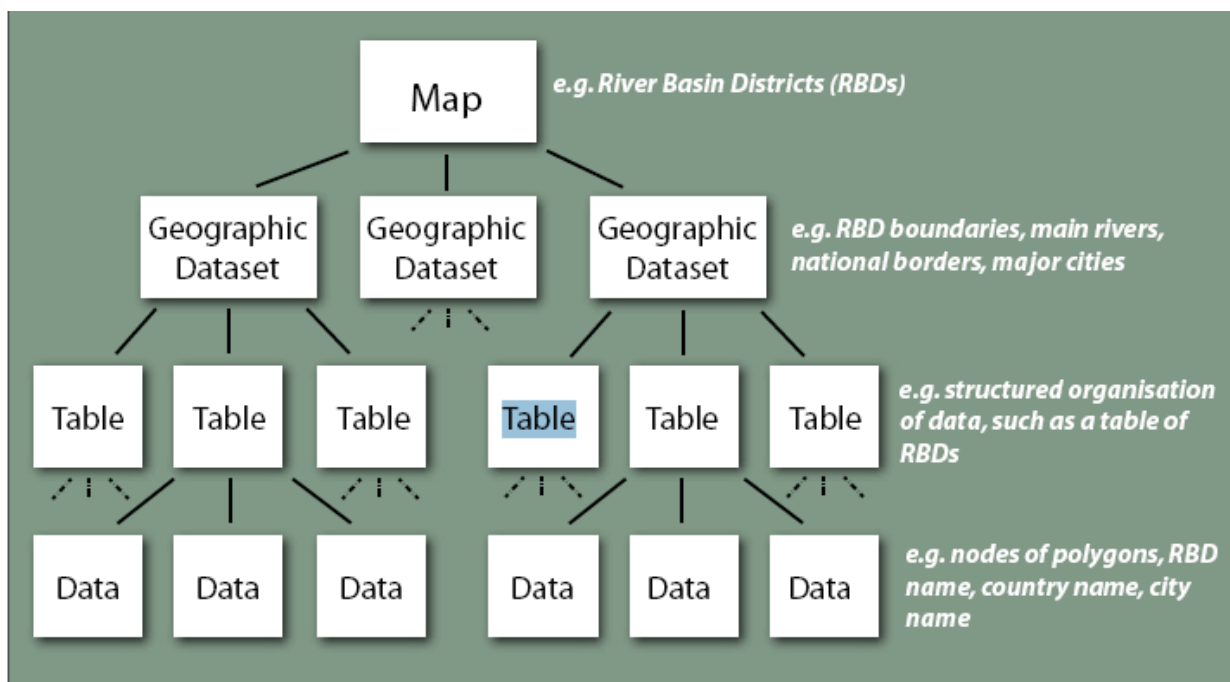 Map
e.g. River Basin Districts (RBDs)
Geographic
Dataset
Geographic
Dataset
Geographic
Dataset
e.g. RBD boundaries, main rivers,
national borders, major cities
Table
Table
Table
Table
Table
Table
e.g. structured organisation
of data, such as a table of
RBDs
Data
Data
Data
Data
Data
Data
e.g. nodes of polygons, RBD
name, country name, city
name